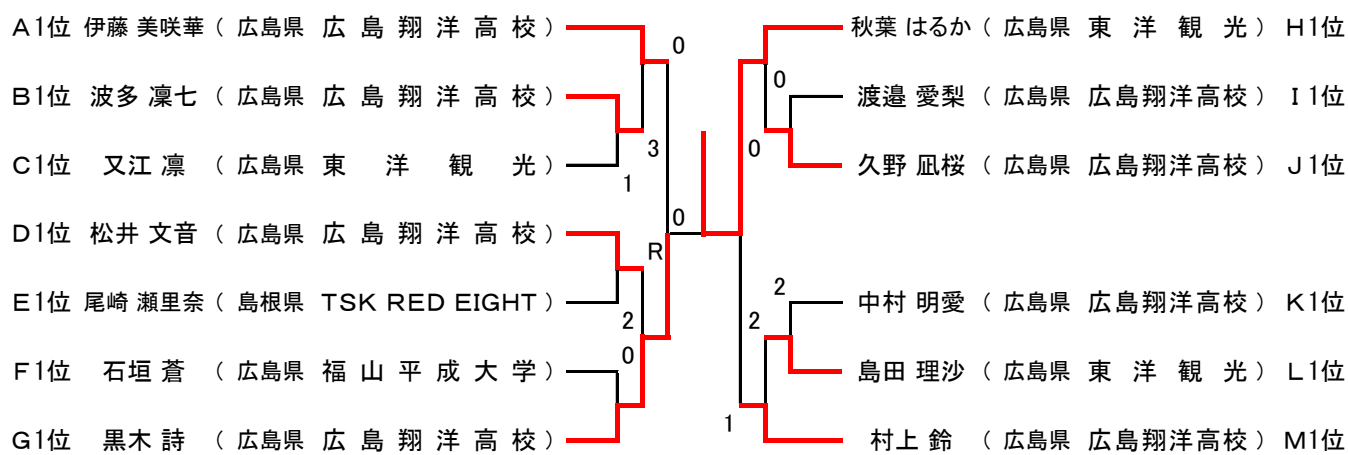 A1位 伊藤 美咲華 ( 広島県 広島翔洋高校 )
B1位 波多 凜七 ( 広島県 広島翔洋高校 )
C1位 又江 凛 ( 広島県 東洋観光 )
D1位 松井 文音 ( 広島県 広島翔洋高校 )
E1位 尾崎 瀬里奈 ( 島根県 TSK RED EIGHT )
F1位 石垣 蒼 ( 広島県 福山平成大学 )
G1位 黒木 詩 ( 広島県 広島翔洋高校 )
0
3
1
0
R
2
0
秋葉 はるか ( 広島県 東洋観光 ) H1位
渡邉 愛梨 ( 広島県 広島翔洋高校 ) I1位
久野 凪桜 ( 広島県 広島翔洋高校 ) J1位
中村 明愛 ( 広島県 広島翔洋高校 ) K1位
島田 理沙 ( 広島県 東洋観光 ) L1位
村上 鈴 ( 広島県 広島翔洋高校 ) M1位
0
0
2
2
1